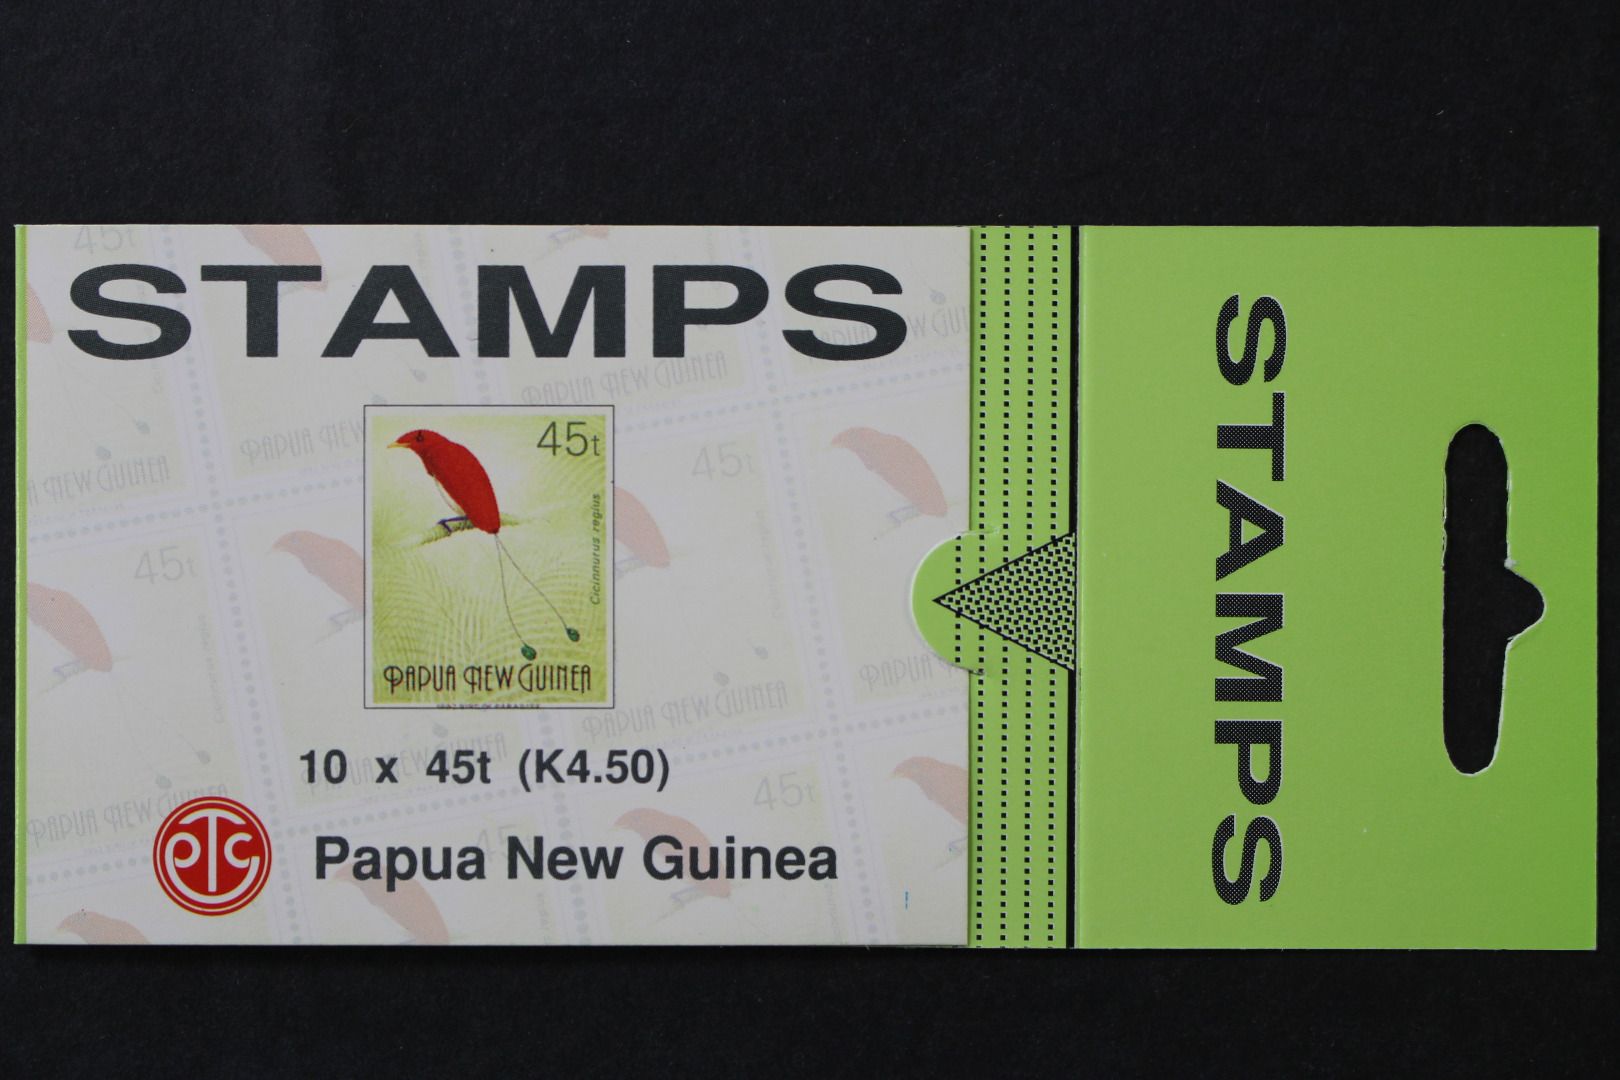 STAMPS
45t
Cicinnurus regius
PAPUA NEW GUINEA
10 x 45t (K4.50)
PTC
Papua New Guinea
STAMPS